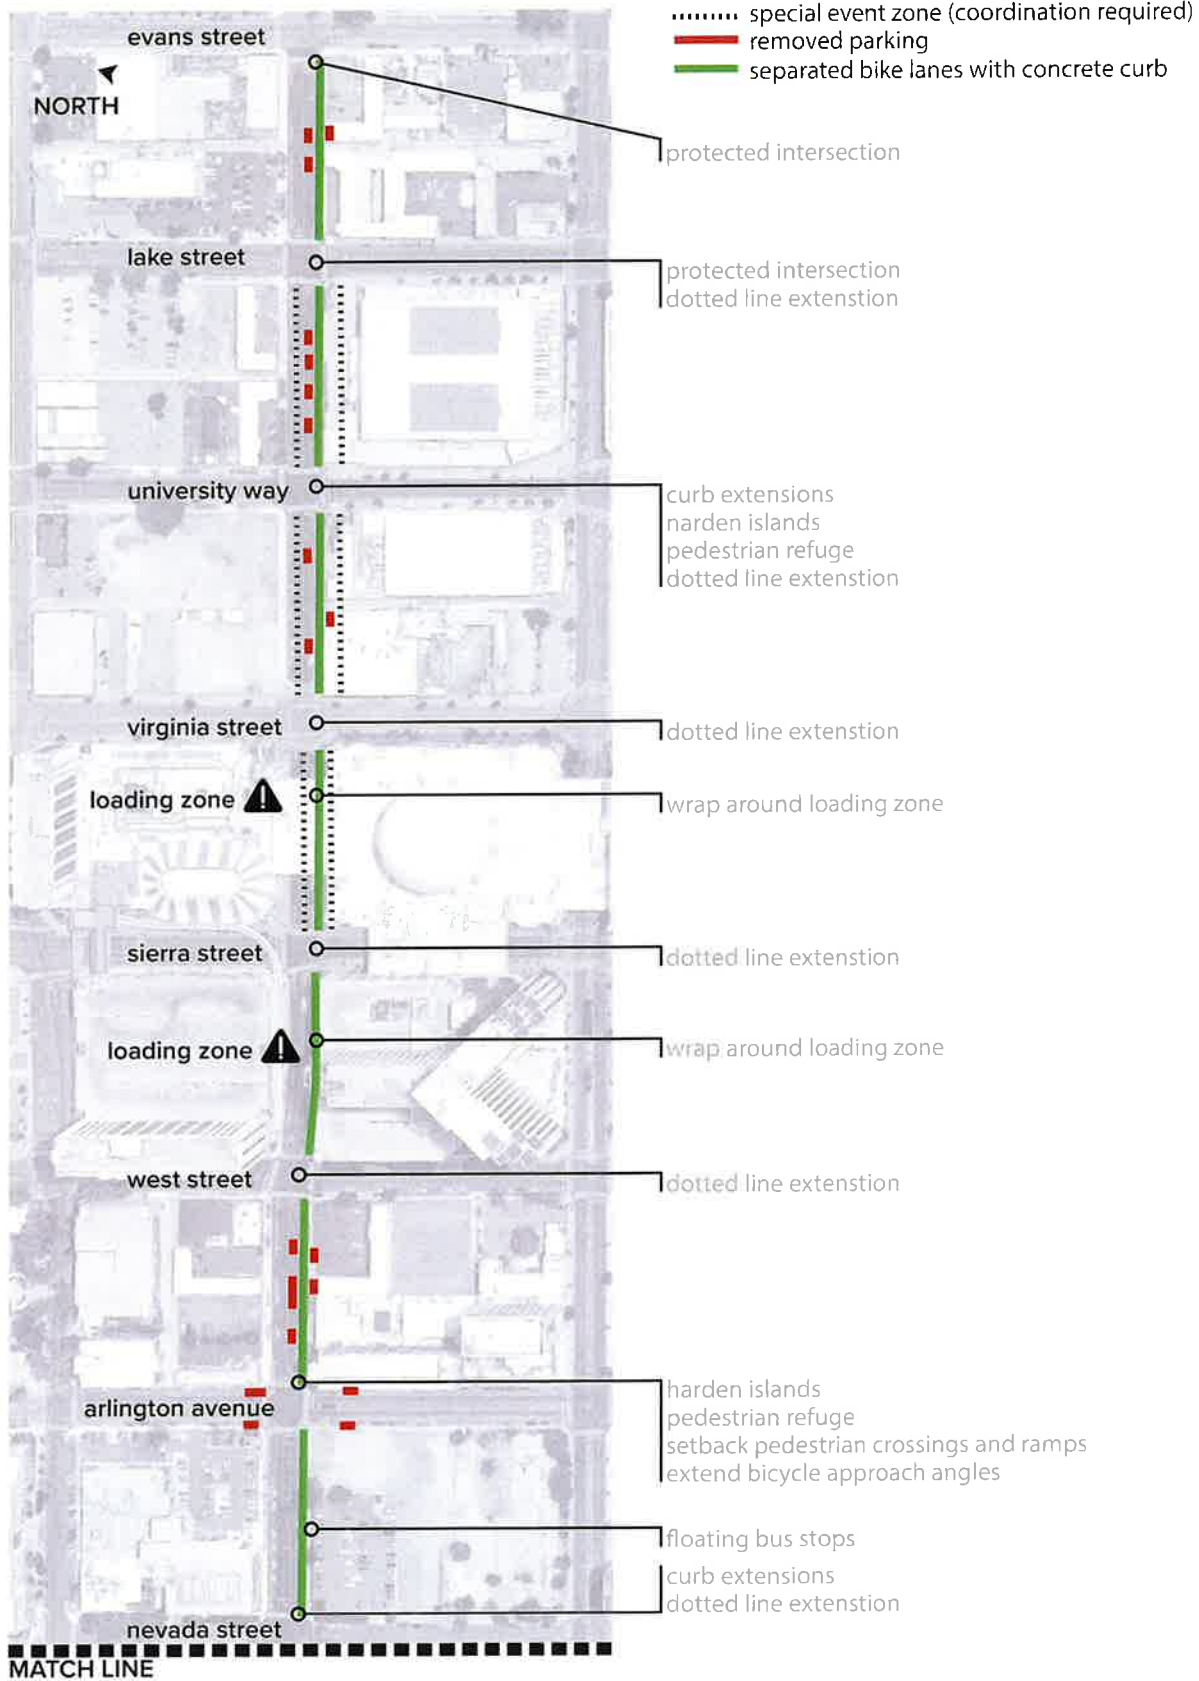 special event zone (coordination required)
removed parking
separated bike lanes with concrete curb
evans street
NORTH
protected intersection
lake street
protected intersection
dotted line extenstion
university way
curb extensions
narden islands
pedestrian refuge
dotted line extenstion
virginia street
dotted line extenstion
loading zone
wrap around loading zone
sierra street
dotted line extenstion
loading zone
wrap around loading zone
west street
dotted line extenstion
arlington avenue
harden islands
pedestrian refuge
setback pedestrian crossings and ramps
extend bicycle approach angles
floating bus stops
curb extensions
dotted line extenstion
nevada street
MATCH LINE